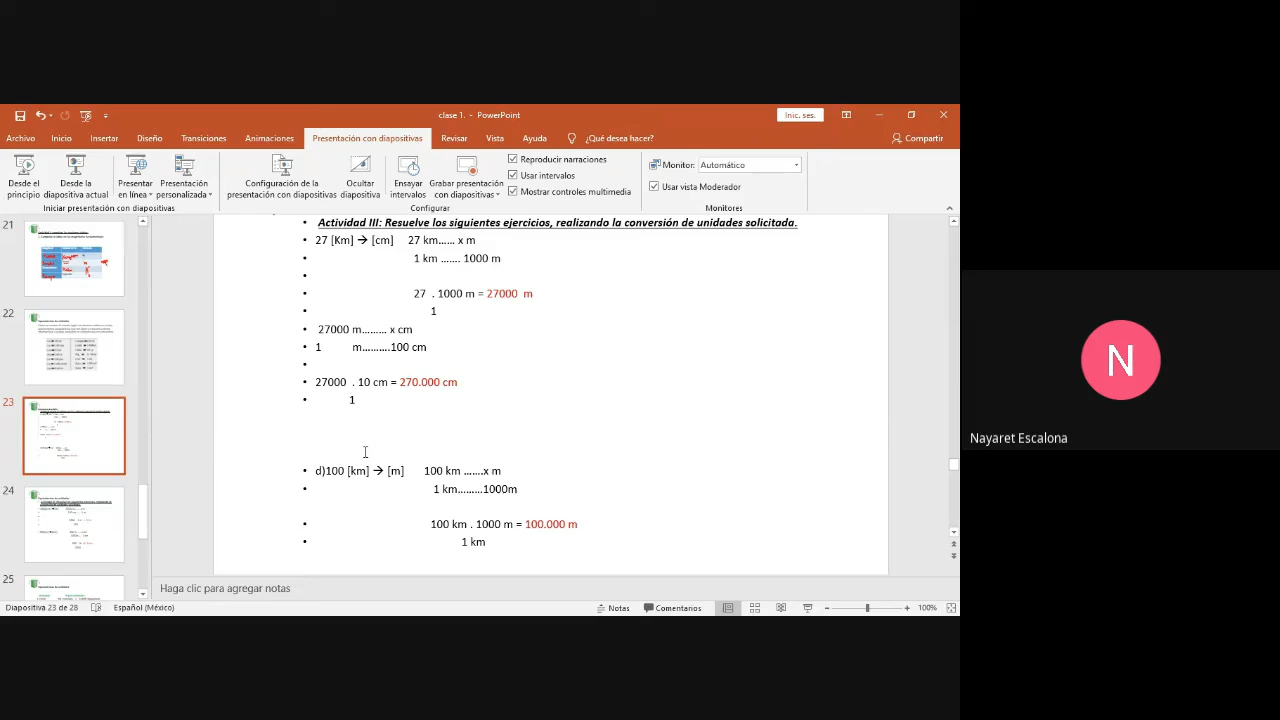 clase 1. - PowerPoint
Inic. ses.
Archivo Inicio Insertar Diseño Transiciones Animaciones Presentación con diapositivas Revisar Vista Ayuda ¿Qué desea hacer? Compartir
Desde el principio
Desde la diapositiva actual
Presentar en línea
Presentación personalizada
Iniciar presentación con diapositivas
Configuración de la presentación con diapositivas
Ocultar diapositiva
Ensayar intervalos
Grabar presentación con diapositivas
Reproducir narraciones
Usar intervalos
Mostrar controles multimedia
Configurar
Monitor: Automático
Usar vista Moderador
Monitores
21
22
23
24
25
• Actividad III: Resuelve los siguientes ejercicios, realizando la conversión de unidades solicitada.
• 27 [Km] → [cm] 27 km…… x m
• 1 km ……. 1000 m
•
• 27 . 1000 m = 27000 m
• 1
• 27000 m……… x cm
• 1 m……….100 cm
•
• 27000 . 10 cm = 270.000 cm
• 1
• d)100 [km] → [m] 100 km …….x m
• 1 km………1000m
• 100 km . 1000 m = 100.000 m
• 1 km
Haga clic para agregar notas
Diapositiva 23 de 28 Español (México) Notas Comentarios 100%
N
Nayaret Escalona